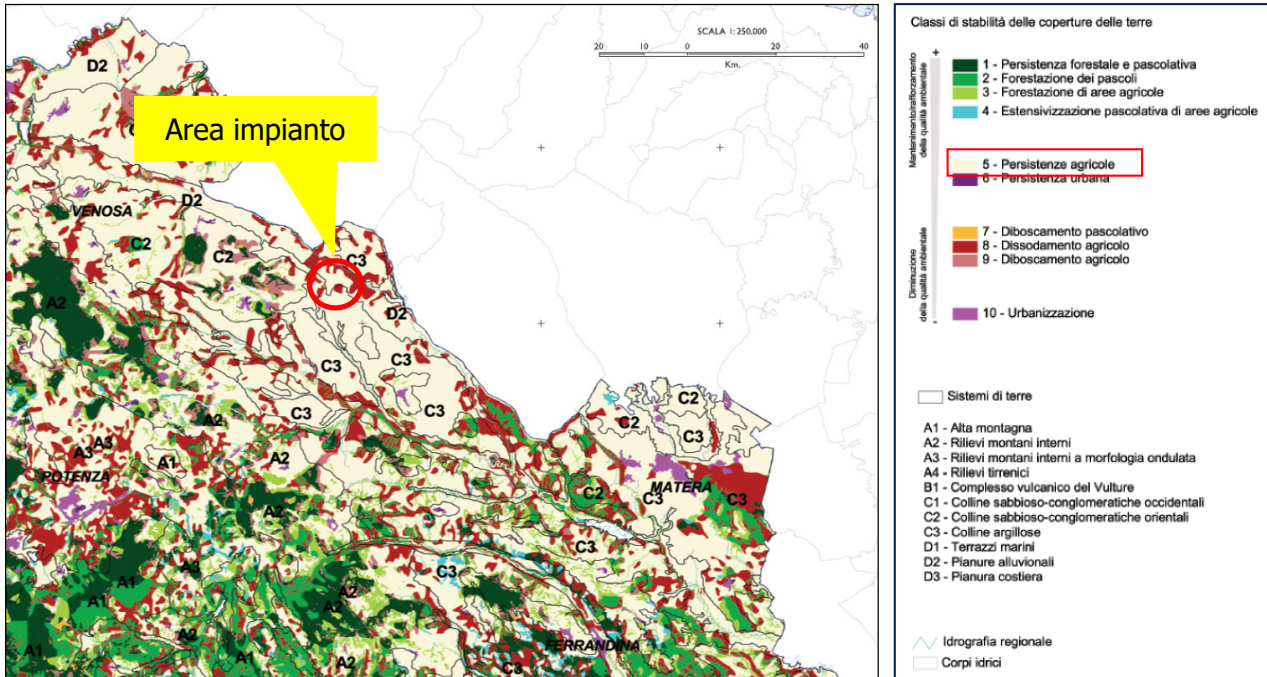 SCALA 1: 250,000
20 10 0 20 40
Km.
D2
Area impianto
D2
VENOSA
C2
C2
C3
A2
D2
C3
C3
C3
C3
A2
C2
C2
C3
A3
A3
A1
A2
POTENZA
MATERA
C2
C3
C3
A2
C3
A3
C3
A1
A1
A2
A2
A2
FERRANDINA
A1
A1
A2
C3
Classi di stabilità delle coperture delle terre
+
Mantenimento/rafforzamento
della qualità ambientale
1 - Persistenza forestale e pascolativa
2 - Forestazione dei pascoli
3 - Forestazione di aree agricole
4 - Estensivizzazione pascolativa di aree agricole
5 - Persistenze agricole
6 - Persistenza urbana
Diminuzione
della qualità ambientale
7 - Diboscamento pascolativo
8 - Dissodamento agricolo
9 - Diboscamento agricolo
10 - Urbanizzazione
-
Sistemi di terre
A1 - Alta montagna
A2 - Rilievi montani interni
A3 - Rilievi montani interni a morfologia ondulata
A4 - Rilievi tirrenici
B1 - Complesso vulcanico del Vulture
C1 - Colline sabbioso-conglomeratiche occidentali
C2 - Colline sabbioso-conglomeratiche orientali
C3 - Colline argillose
D1 - Terrazzi marini
D2 - Pianure alluvionali
D3 - Pianura costiera
Idrografia regionale
Corpi idrici